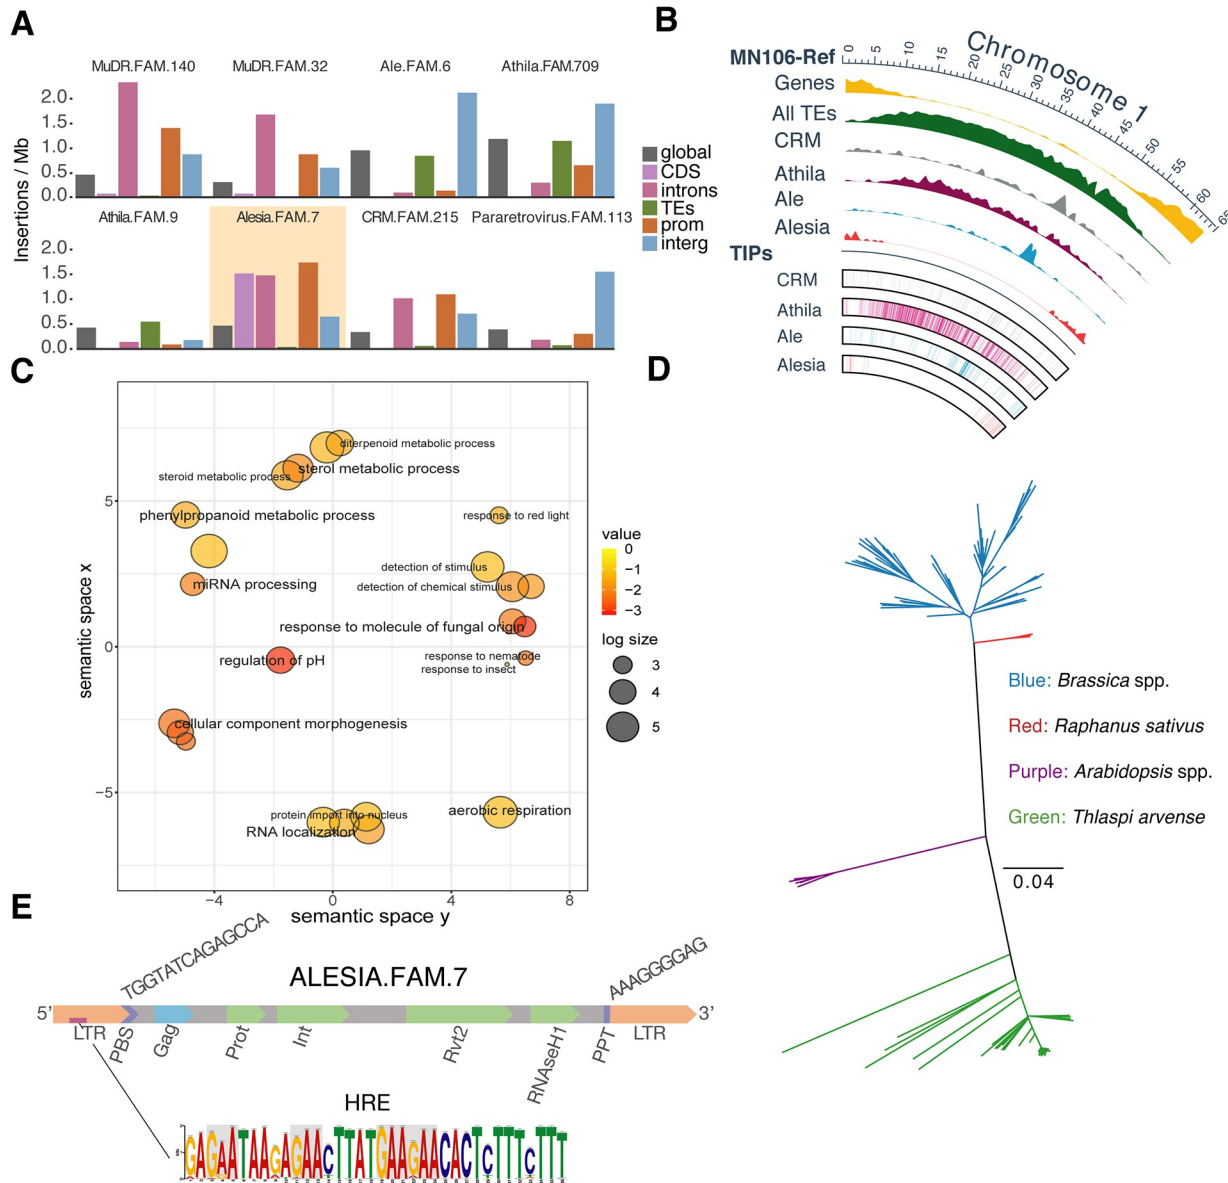 A
MuDR.FAM.140 MuDR.FAM.32 Ale.FAM.6 Athila.FAM.709
2.0
1.5
1.0
0.5
0.0
Athila.FAM.9 Alesia.FAM.7 CRM.FAM.215 Pararetrovirus.FAM.113
2.0
1.5
1.0
0.5
0.0
Insertions / Mb
global
CDS
introns
TEs
prom
interg
B
Chromosome 1
0 5 10 15 20 25 30 35 40 45 50 55 60 65
MN106-Ref
Genes
All TEs
CRM
Athila
Ale
Alesia
TIPs
CRM
Athila
Ale
Alesia
C
diterpenoid metabolic process
sterol metabolic process
steroid metabolic process
phenylpropanoid metabolic process
response to red light
detection of stimulus
miRNA processing
detection of chemical stimulus
response to molecule of fungal origin
regulation of pH
response to nematode
response to insect
cellular component morphogenesis
protein import into nucleus
RNA localization
aerobic respiration
5
0
−5
−4 0 4 8
semantic space x
semantic space y
value
0
−1
−2
−3
log size
3
4
5
D
Blue: Brassica spp.
Red: Raphanus sativus
Purple: Arabidopsis spp.
Green: Thlaspi arvense
0.04
E
TGGTATCAGAGCCA
ALESIA.FAM.7
AAAGGGGAG
5’
3’
LTR PBS Gag Prot Int Rvt2 RNAseH1 PPT LTR
HRE
GAGAATAAGAGAACTTATGAAGAACACTCTTTCTTT